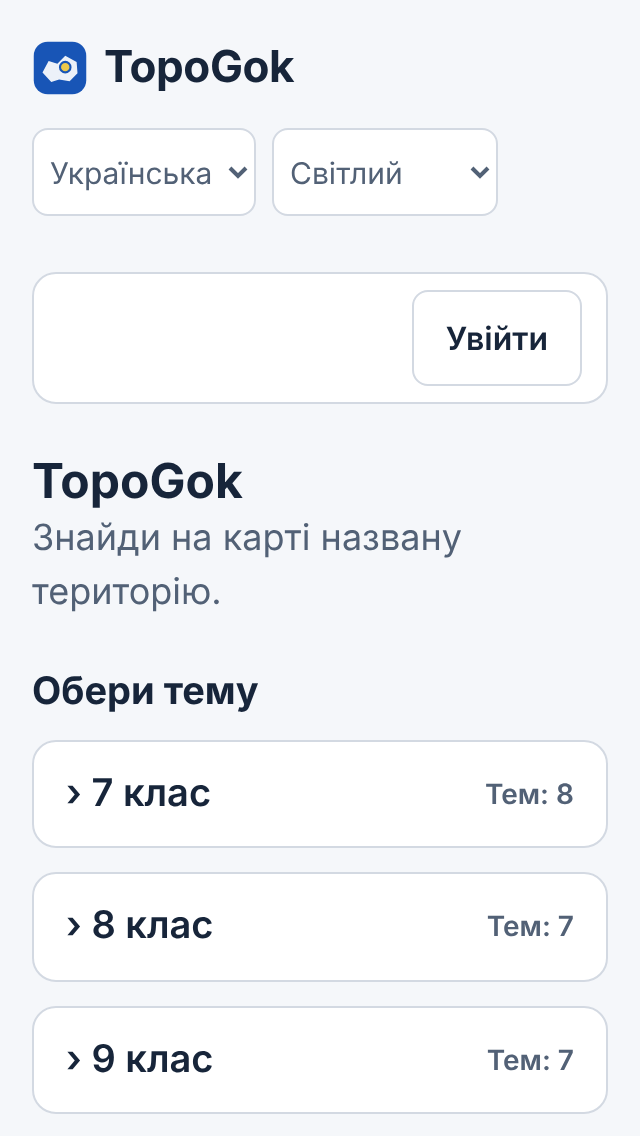 TopoGok
Українська
Світлий
Увійти
TopoGok
Знайди на карті названу
територію.
Обери тему
› 7 клас
Тем: 8
› 8 клас
Тем: 7
› 9 клас
Тем: 7